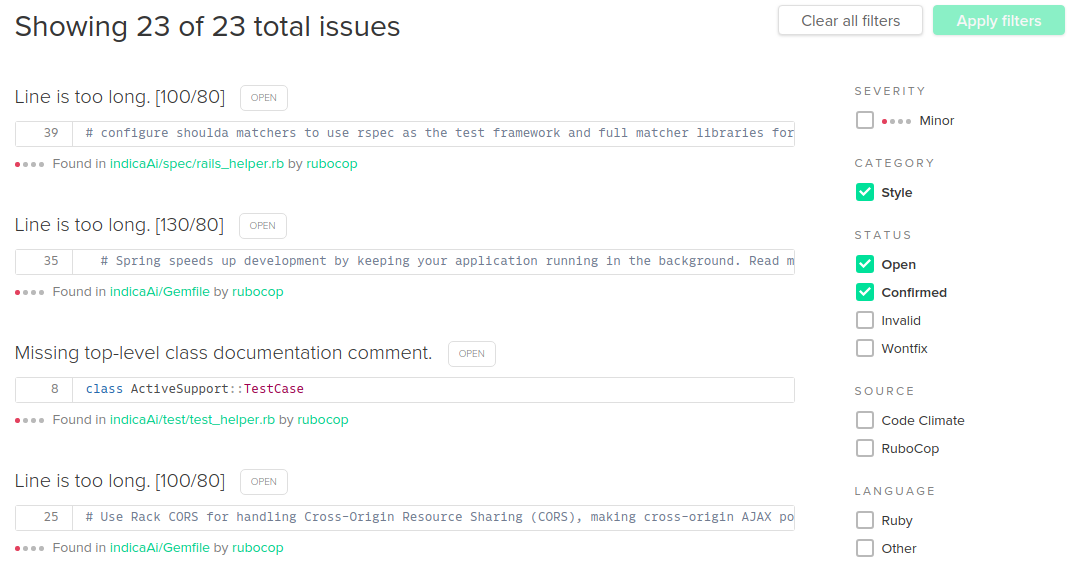 Showing 23 of 23 total issues
Clear all filters
Apply filters
Line is too long. [100/80]
OPEN
39 # configure shoulda matchers to use rspec as the test framework and full matcher libraries for
Found in indicaAi/spec/rails_helper.rb by rubocop
Line is too long. [130/80]
OPEN
35 # Spring speeds up development by keeping your application running in the background. Read m
Found in indicaAi/Gemfile by rubocop
Missing top-level class documentation comment.
OPEN
8 class ActiveSupport::TestCase
Found in indicaAi/test/test_helper.rb by rubocop
Line is too long. [100/80]
OPEN
25 # Use Rack CORS for handling Cross-Origin Resource Sharing (CORS), making cross-origin AJAX po
Found in indicaAi/Gemfile by rubocop
SEVERITY
Minor
CATEGORY
Style
STATUS
Open
Confirmed
Invalid
Wontfix
SOURCE
Code Climate
RuboCop
LANGUAGE
Ruby
Other